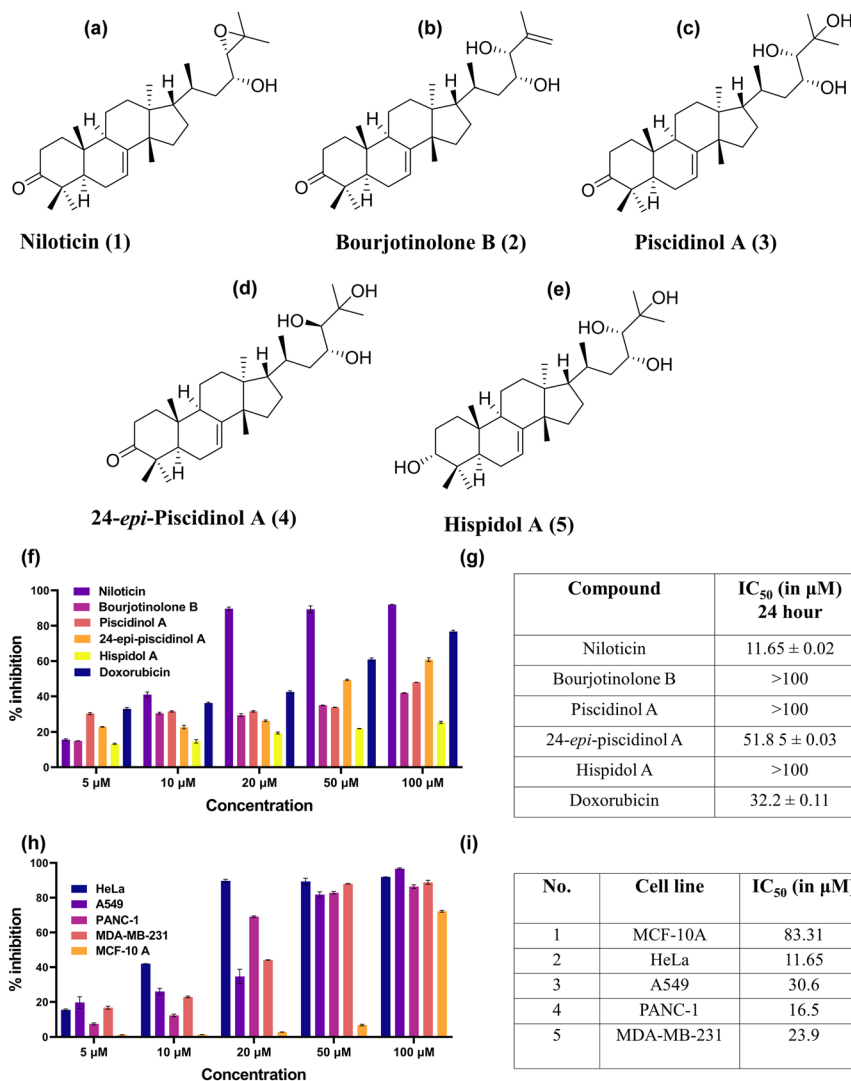 (a)
(b)
(c)
O
OH
H
H
H
O
Niloticin (1)
HO
OH
H
H
H
O
Bourjotinolone B (2)
OH
HO
OH
H
H
H
O
Piscidinol A (3)
(d)
(e)
OH
HO
OH
H
H
H
O
24-epi-Piscidinol A (4)
OH
HO
OH
H
H
H
HO
Hispidol A (5)
(f)
% inhibition
100
80
60
40
20
0
Niloticin
Bourjotinolone B
Piscidinol A
24-epi-piscidinol A
Hispidol A
Doxorubicin
5 µM
10 µM
20 µM
50 µM
100 µM
Concentration
(g)
Compound IC50 (in µM)
24 hour
Niloticin 11.65 ± 0.02
Bourjotinolone B >100
Piscidinol A >100
24-epi-piscidinol A 51.8 5 ± 0.03
Hispidol A >100
Doxorubicin 32.2 ± 0.11
(h)
% inhibition
100
80
60
40
20
0
HeLa
A549
PANC-1
MDA-MB-231
MCF-10 A
5 µM
10 µM
20 µM
50 µM
100 µM
Concentration
(i)
No. Cell line IC50 (in µM)
1 MCF-10A 83.31
2 HeLa 11.65
3 A549 30.6
4 PANC-1 16.5
5 MDA-MB-231 23.9